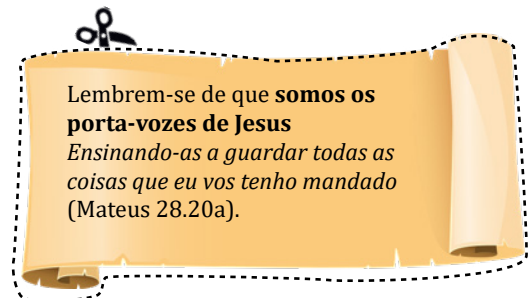 Lembrem-se de que somos os
porta-vozes de Jesus
Ensinando-as a guardar todas as
coisas que eu vos tenho mandado
(Mateus 28.20a).